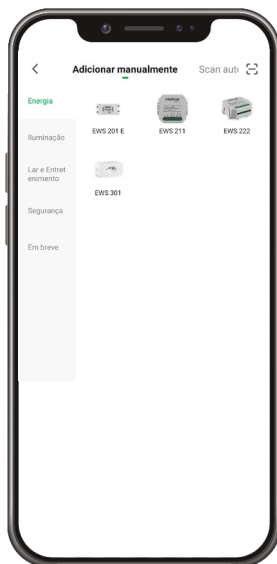 Adicionar manualmente
Scan auto
Energia
EWS 201 E
EWS 211
EWS 222
Iluminação
Lar e Entret
enimento
EWS 301
Segurança
Em breve